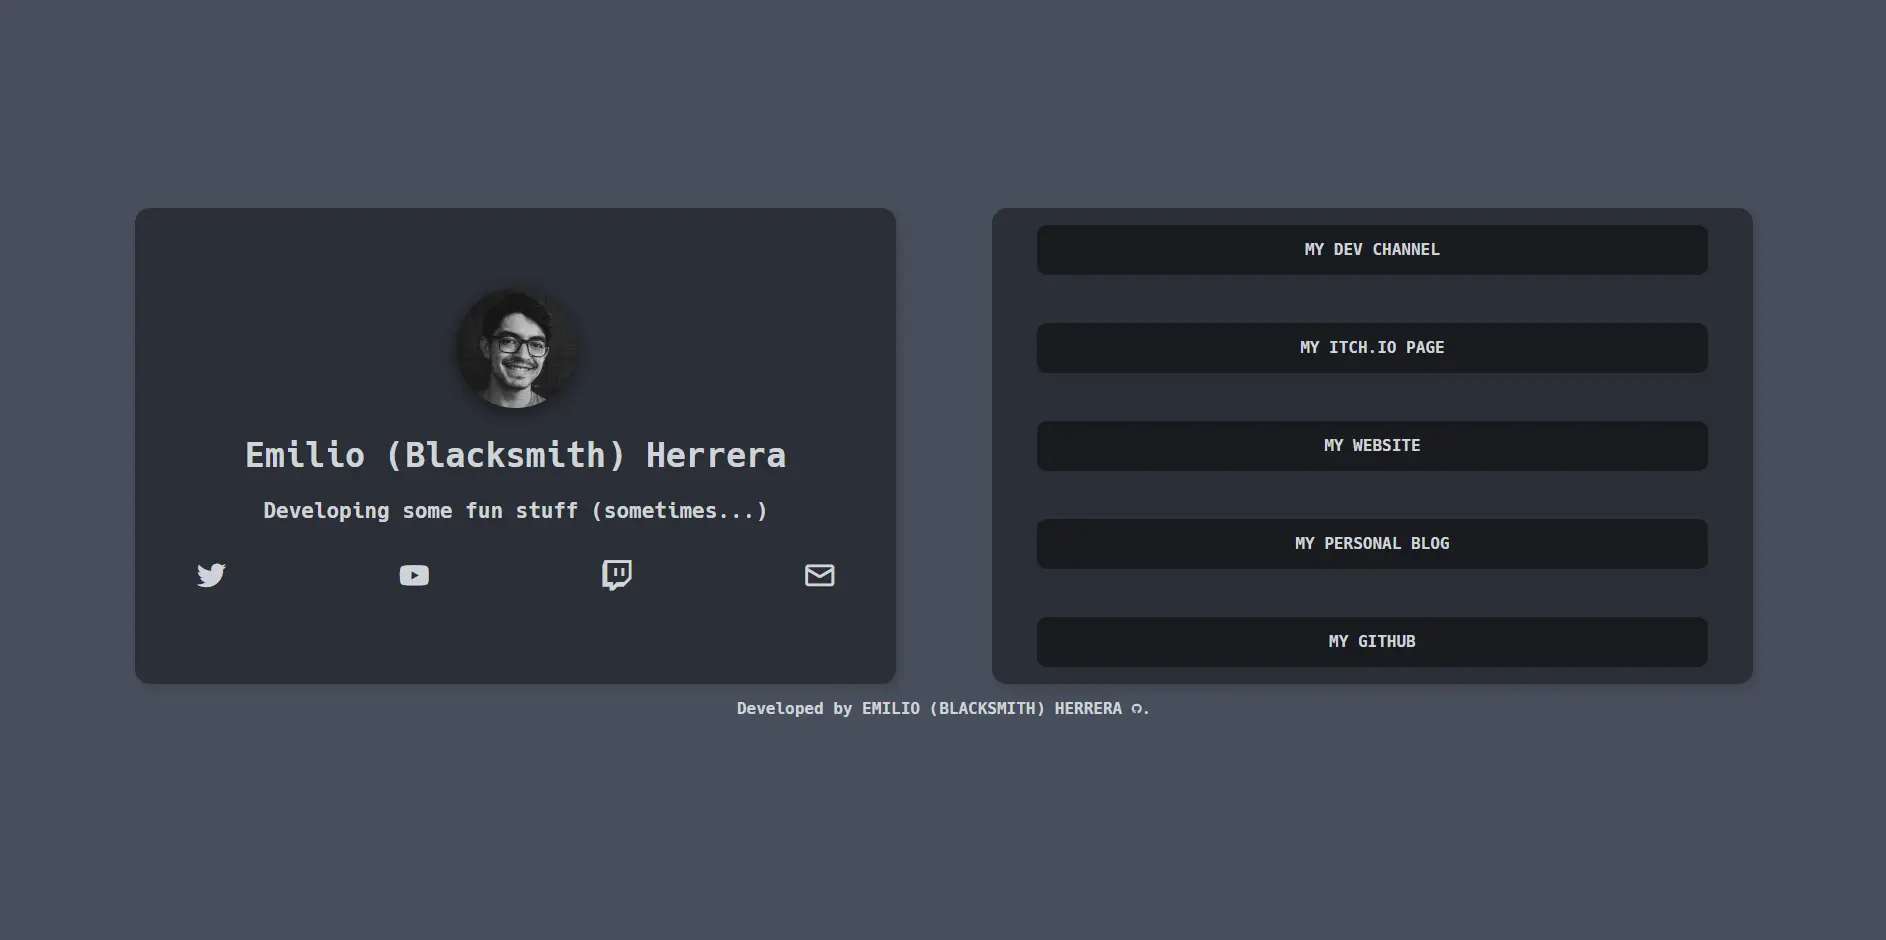 Emilio (Blacksmith) Herrera
Developing some fun stuff (sometimes...)
MY DEV CHANNEL
MY ITCH.IO PAGE
MY WEBSITE
MY PERSONAL BLOG
MY GITHUB
Developed by EMILIO (BLACKSMITH) HERRERA .